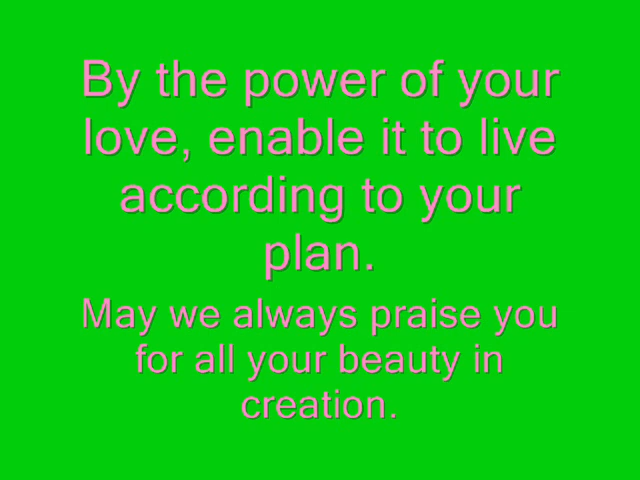 By the power of your
love, enable it to live
according to your
plan.
May we always praise you
for all your beauty in
creation.